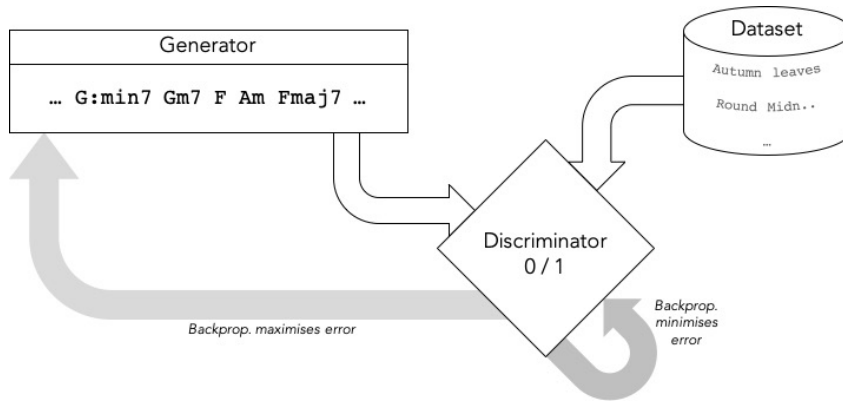 Generator
… G:min7 Gm7 F Am Fmaj7 …
Dataset
Autumn leaves
Round Midn..
…
Discriminator
0 / 1
Backprop. maximises error
Backprop.
minimises
error